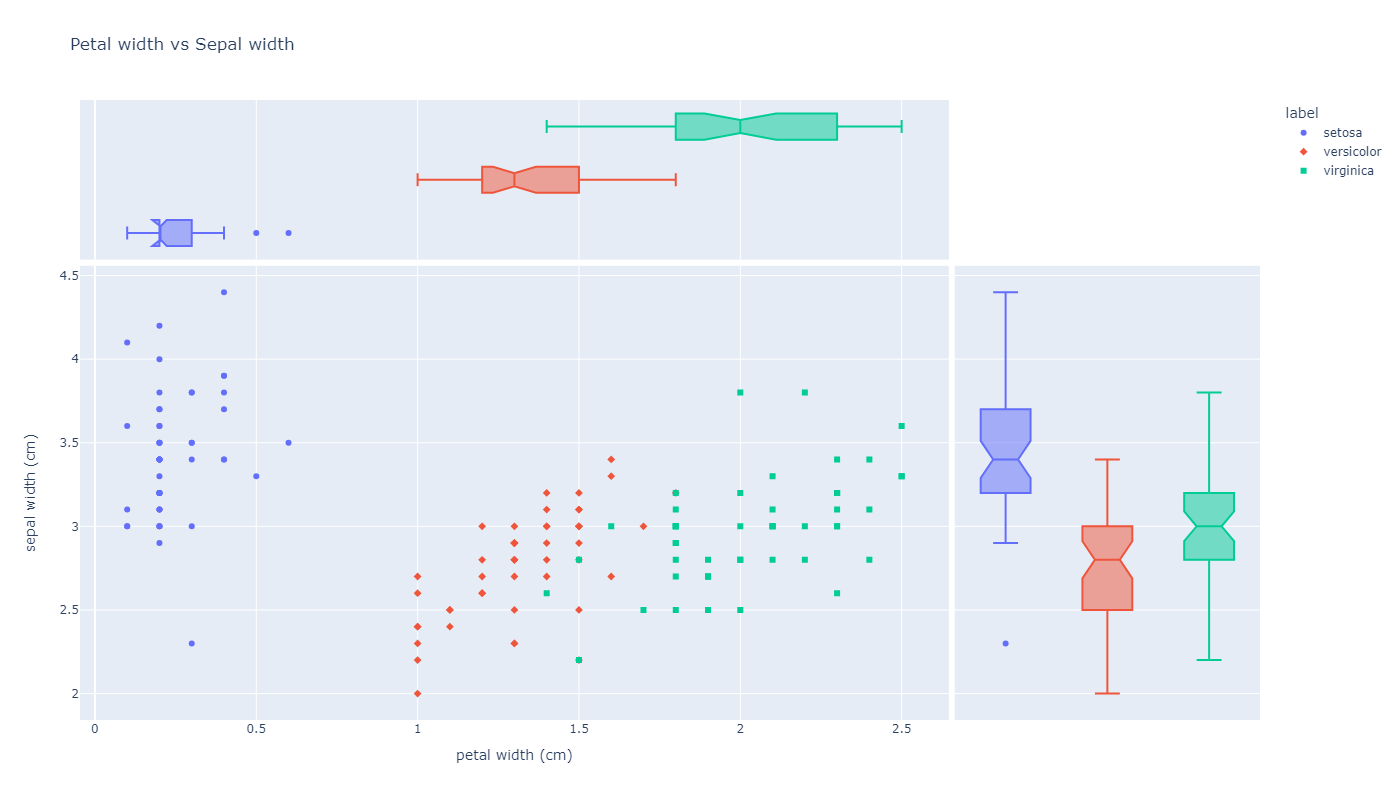 Petal width vs Sepal width
label
setosa
versicolor
virginica
4.5
4
3.5
3
2.5
2
sepal width (cm)
0 0.5 1 1.5 2 2.5
petal width (cm)